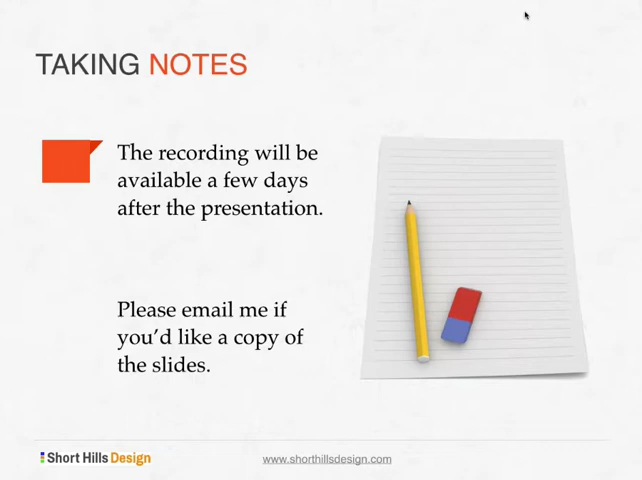 TAKING NOTES
The recording will be
available a few days
after the presentation.
Please email me if
you’d like a copy of
the slides.
Short Hills Design
www.shorthillsdesign.com